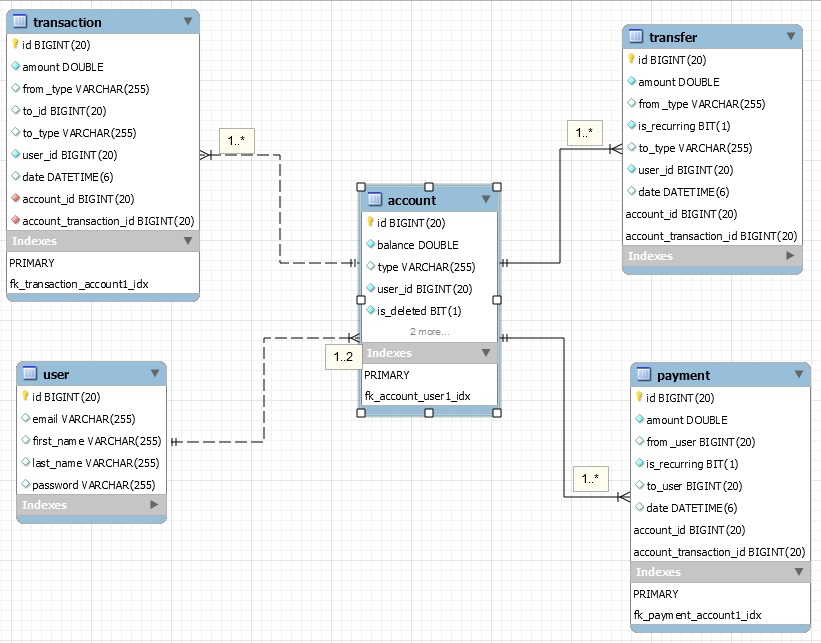 transaction
id BIGINT(20)
amount DOUBLE
from_type VARCHAR(255)
to_id BIGINT(20)
to_type VARCHAR(255)
user_id BIGINT(20)
date DATETIME(6)
account_id BIGINT(20)
account_transaction_id BIGINT(20)
Indexes
PRIMARY
fk_transaction_account1_idx
1..*
user
id BIGINT(20)
email VARCHAR(255)
first_name VARCHAR(255)
last_name VARCHAR(255)
password VARCHAR(255)
Indexes
1..2
account
id BIGINT(20)
balance DOUBLE
type VARCHAR(255)
user_id BIGINT(20)
is_deleted BIT(1)
2 more...
Indexes
PRIMARY
fk_account_user1_idx
1..*
transfer
id BIGINT(20)
amount DOUBLE
from_type VARCHAR(255)
is_recurring BIT(1)
to_type VARCHAR(255)
user_id BIGINT(20)
date DATETIME(6)
account_id BIGINT(20)
account_transaction_id BIGINT(20)
Indexes
1..*
payment
id BIGINT(20)
amount DOUBLE
from_user BIGINT(20)
is_recurring BIT(1)
to_user BIGINT(20)
date DATETIME(6)
account_id BIGINT(20)
account_transaction_id BIGINT(20)
Indexes
PRIMARY
fk_payment_account1_idx